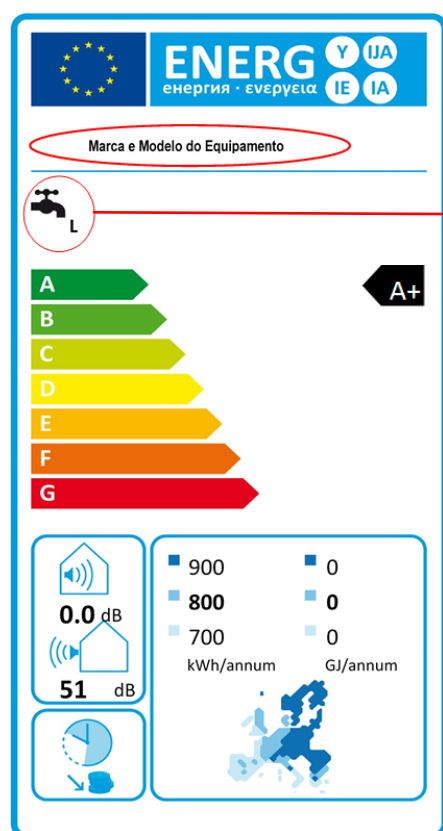 ENERG
енергия · ενεργεια
Y IJA
IE IA
Marca e Modelo do Equipamento
L
A
A+
B
C
D
E
F
G
0.0 dB
51 dB
900 0
800 0
700 0
kWh/annum GJ/annum